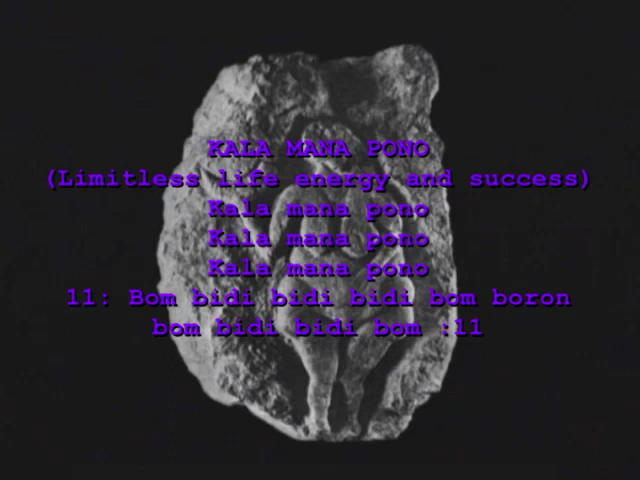 KALA MANA PONO
(Limitless life energy and success)
Kala mana pono
Kala mana pono
Kala mana pono
11: Bom bidi bidi bidi bom boron
bom bidi bidi bom :11